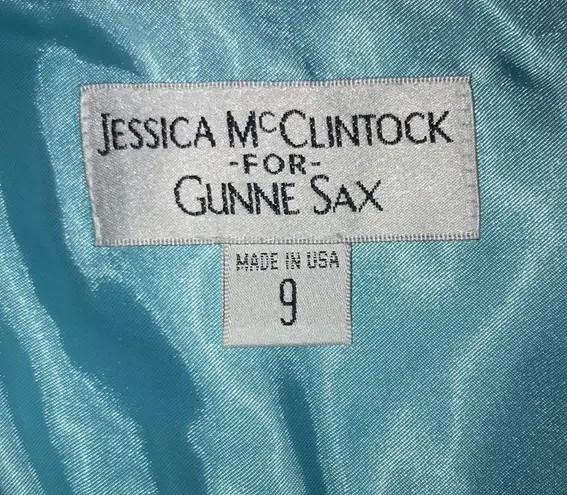 JESSICA McCLINTOCK
-FOR-
GUNNE SAX
MADE IN USA
9